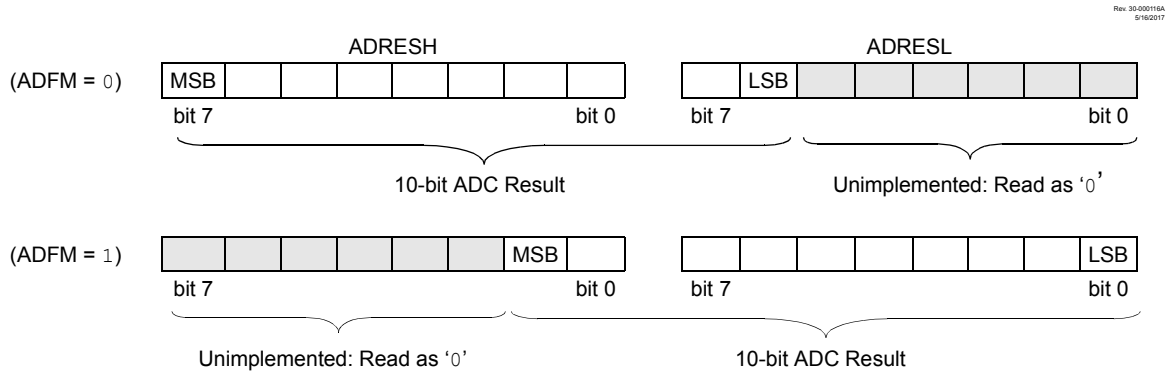 Rev. 30-000116A
5/16/2017
ADRESH ADRESL
(ADFM = 0) MSB LSB
bit 7 bit 0 bit 7 bit 0
10-bit ADC Result Unimplemented: Read as ‘0’
(ADFM = 1) MSB LSB
bit 7 bit 0 bit 7 bit 0
Unimplemented: Read as ‘0’ 10-bit ADC Result